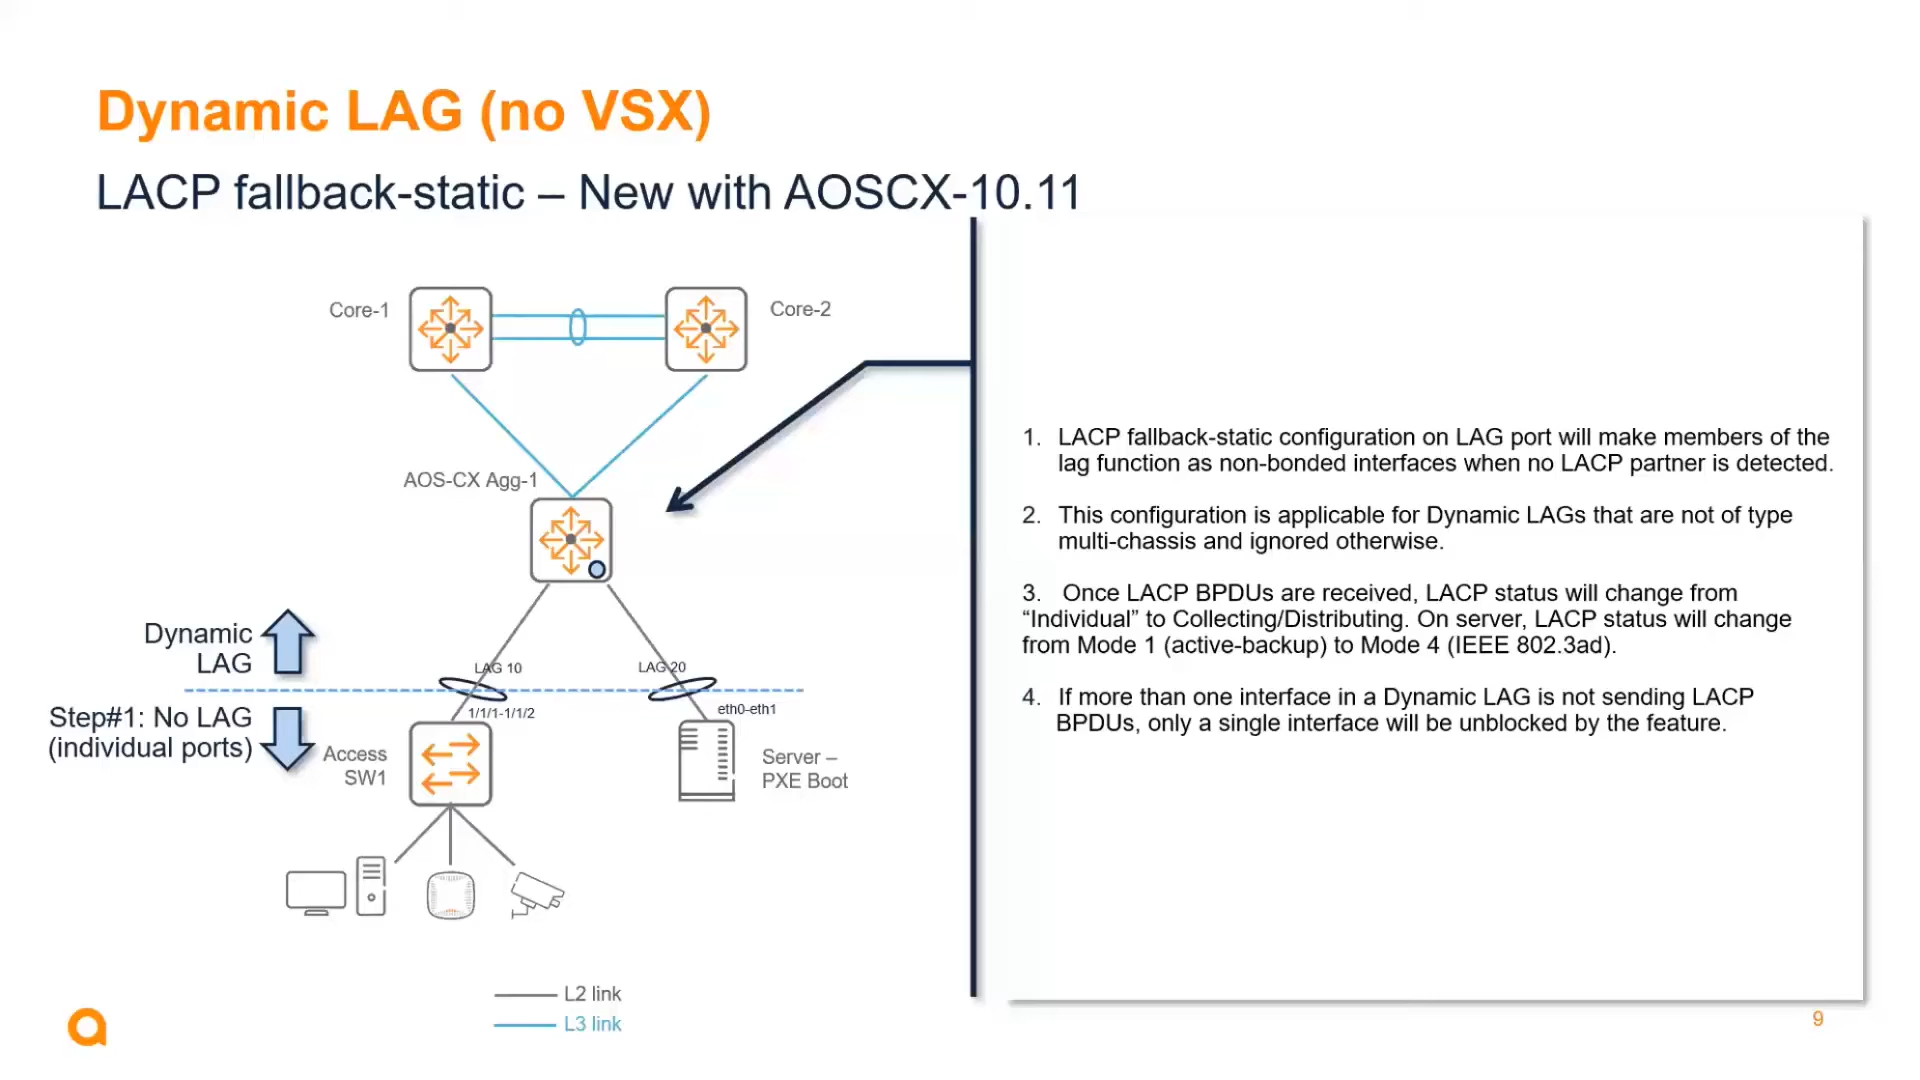 Dynamic LAG (no VSX)
LACP fallback-static – New with AOSCX-10.11
Core-1
Core-2
AOS-CX Agg-1
Dynamic
LAG
LAG 10
LAG 20
Step#1: No LAG
(individual ports)
1/1/1-1/1/2
eth0-eth1
Access
SW1
Server –
PXE Boot
L2 link
L3 link
1. LACP fallback-static configuration on LAG port will make members of the
lag function as non-bonded interfaces when no LACP partner is detected.
2. This configuration is applicable for Dynamic LAGs that are not of type
multi-chassis and ignored otherwise.
3. Once LACP BPDUs are received, LACP status will change from
“Individual” to Collecting/Distributing. On server, LACP status will change
from Mode 1 (active-backup) to Mode 4 (IEEE 802.3ad).
4. If more than one interface in a Dynamic LAG is not sending LACP
BPDUs, only a single interface will be unblocked by the feature.
9